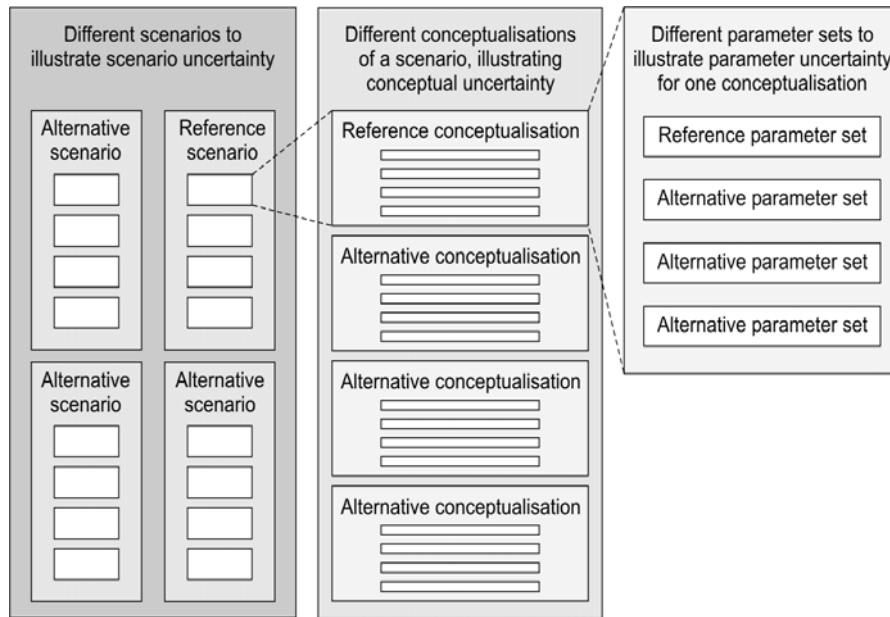 Different scenarios to
illustrate scenario uncertainty
Alternative
scenario
Reference
scenario
Alternative
scenario
Alternative
scenario
Different conceptualisations
of a scenario, illustrating
conceptual uncertainty
Reference conceptualisation
Alternative conceptualisation
Alternative conceptualisation
Alternative conceptualisation
Different parameter sets to
illustrate parameter uncertainty
for one conceptualisation
Reference parameter set
Alternative parameter set
Alternative parameter set
Alternative parameter set